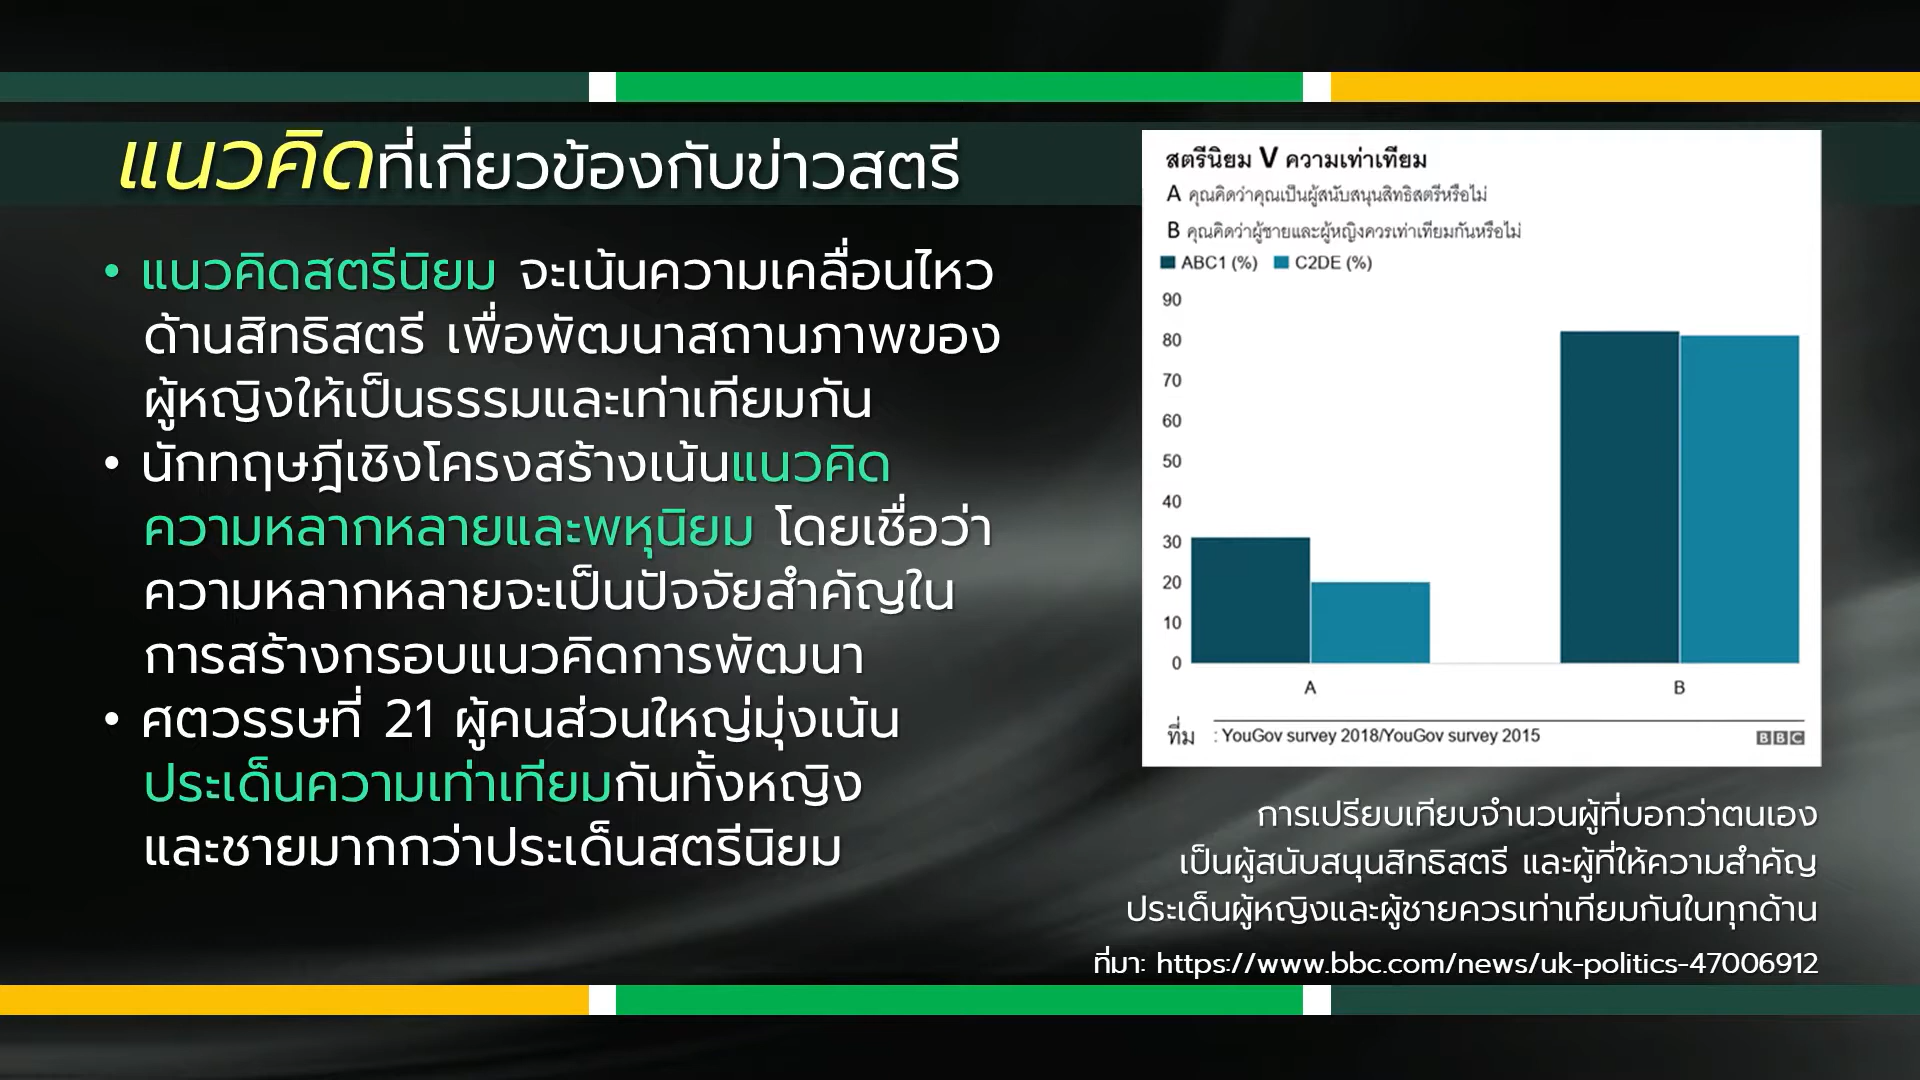 แนวคิดที่เกี่ยวข้องกับข่าวสตรี
• แนวคิดสตรีนิยม จะเน้นความเคลื่อนไหว
ด้านสิทธิสตรี เพื่อพัฒนาสถานภาพของ
ผู้หญิงให้เป็นธรรมและเท่าเทียมกัน
• นักทฤษฎีเชิงโครงสร้างเน้นแนวคิด
ความหลากหลายและพหุนิยม โดยเชื่อว่า
ความหลากหลายจะเป็นปัจจัยสำคัญใน
การสร้างกรอบแนวคิดการพัฒนา
• ศตวรรษที่ 21 ผู้คนส่วนใหญ่มุ่งเน้น
ประเด็นความเท่าเทียมกันทั้งหญิง
และชายมากกว่าประเด็นสตรีนิยม
สตรีนิยม V ความเท่าเทียม
A คุณคิดว่าคุณเป็นผู้สนับสนุนสิทธิสตรีหรือไม่
B คุณคิดว่าผู้ชายและผู้หญิงควรเท่าเทียมกันหรือไม่
ABC1 (%) C2DE (%)
90
80
70
60
50
40
30
20
10
0
A B
ที่ม : YouGov survey 2018/YouGov survey 2015 BBC
การเปรียบเทียบจำนวนผู้ที่บอกว่าตนเอง
เป็นผู้สนับสนุนสิทธิสตรี และผู้ที่ให้ความสำคัญ
ประเด็นผู้หญิงและผู้ชายควรเท่าเทียมกันในทุกด้าน
ที่มา: https://www.bbc.com/news/uk-politics-47006912